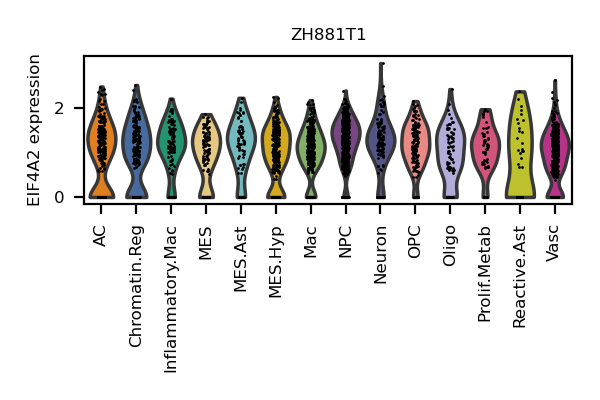 ZH881T1
EIF4A2 expression
2
0
AC
Chromatin.Reg
Inflammatory.Mac
MES
MES.Ast
MES.Hyp
Mac
NPC
Neuron
OPC
Oligo
Prolif.Metab
Reactive.Ast
Vasc